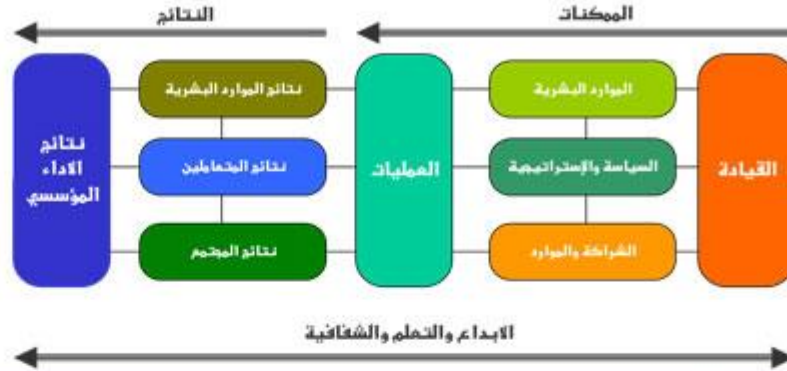 الممكنات
النتائج
القيادة
الموارد البشرية
السياسة والإستراتيجية
الشراكة والموارد
العمليات
نتائج الموارد البشرية
نتائج المتعاملين
نتائج المجتمع
نتائج
الاداء
المؤسسي
الابداع والتعلم والشفافية